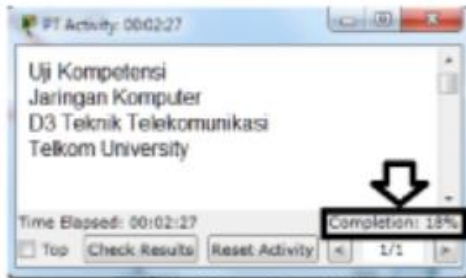 PT Activity: 00:02:27
Uji Kompetensi
Jaringan Komputer
D3 Teknik Telekomunikasi
Telkom University
Time Elapsed: 00:02:27 Completion: 18%
Top Check Results Reset Activity < 1/1 >